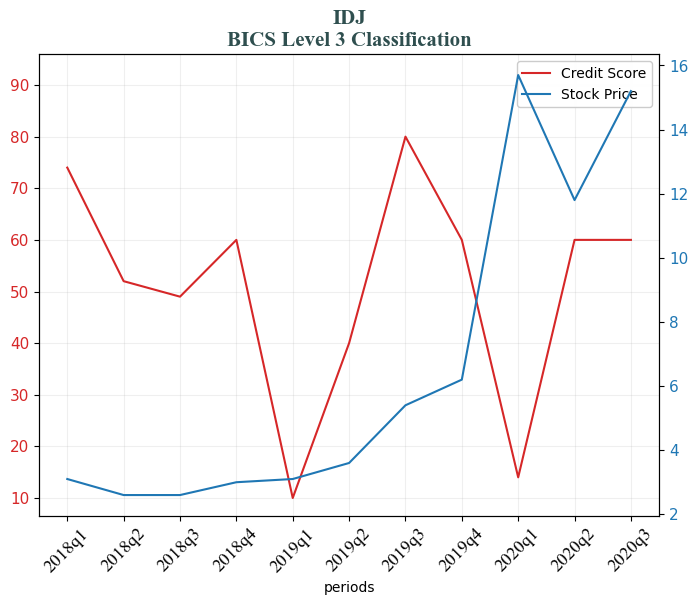 IDJ
BICS Level 3 Classification
Credit Score
Stock Price
90
80
70
60
50
40
30
20
10
16
14
12
10
8
6
4
2
2018q1
2018q2
2018q3
2018q4
2019q1
2019q2
2019q3
2019q4
2020q1
2020q2
2020q3
periods